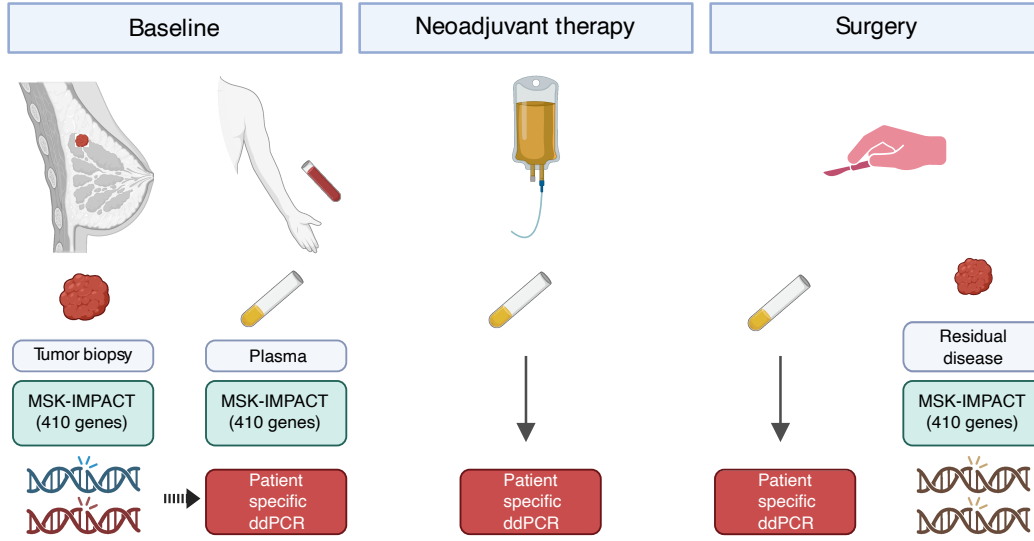 Baseline
Neoadjuvant therapy
Surgery
Tumor biopsy
Plasma
Residual
disease
MSK-IMPACT
(410 genes)
MSK-IMPACT
(410 genes)
MSK-IMPACT
(410 genes)
Patient
specific
ddPCR
Patient
specific
ddPCR
Patient
specific
ddPCR